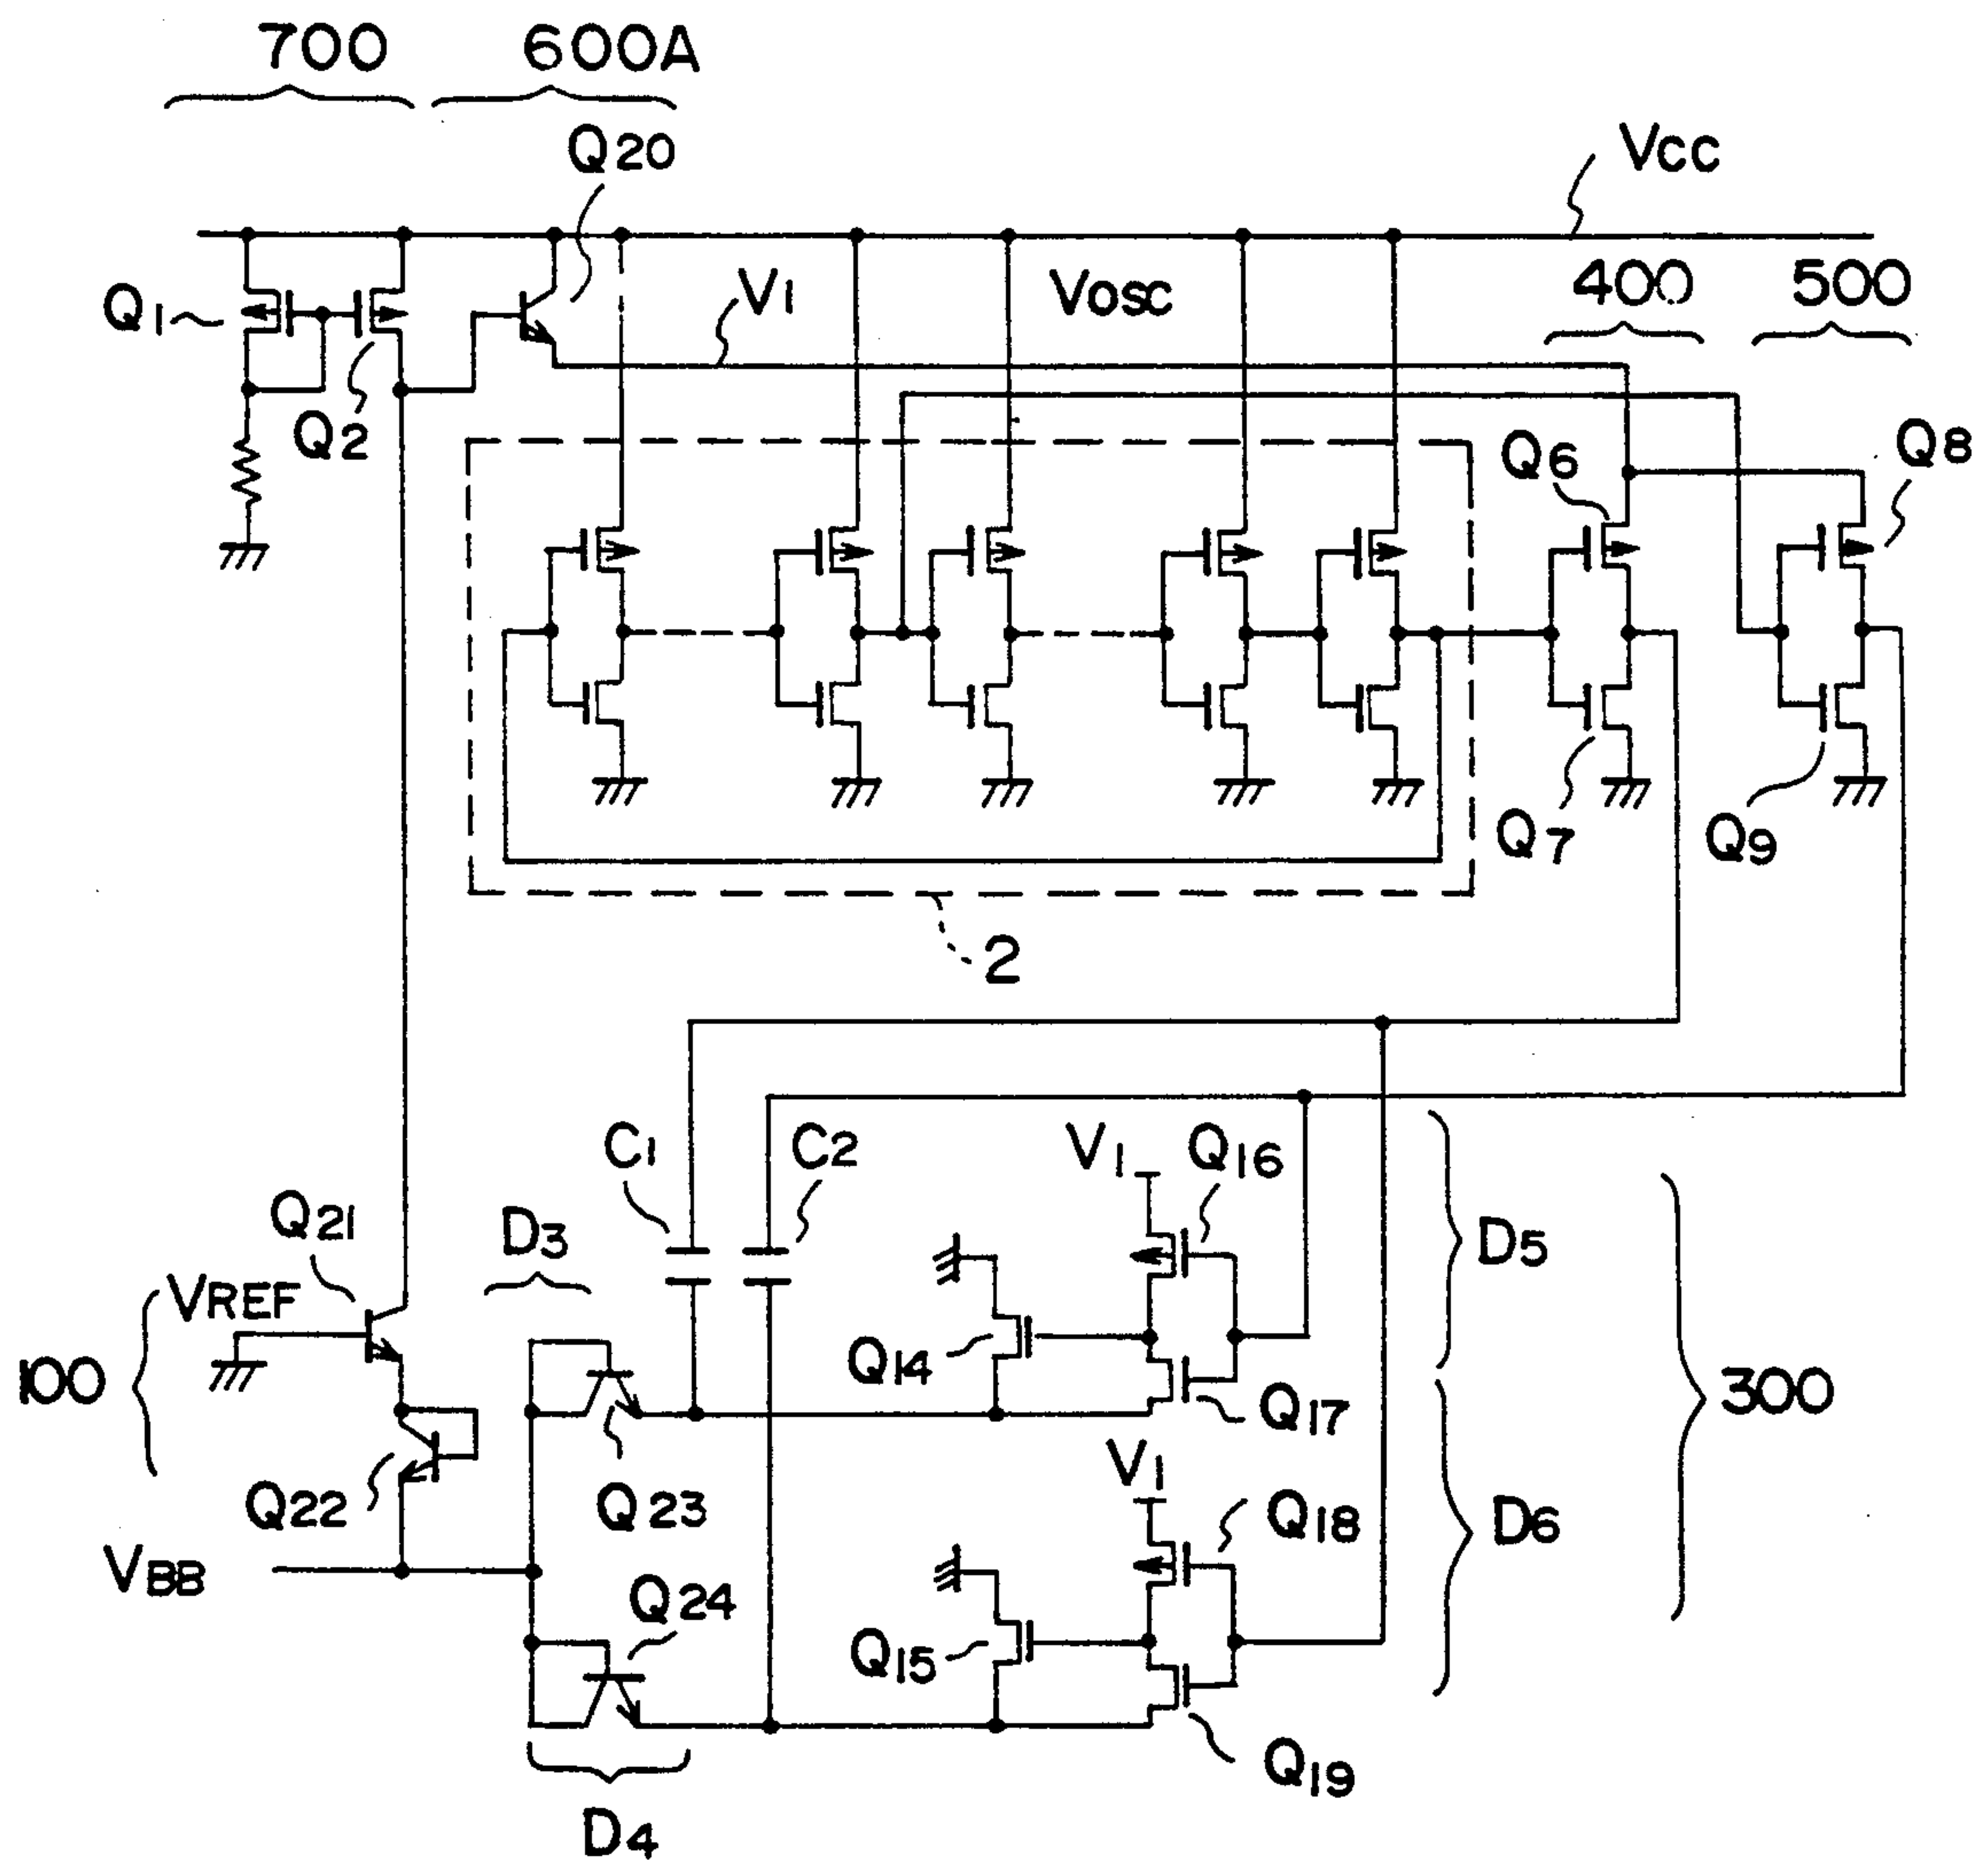 700 600A
Q20
VCC
Q1 V1 VOSC 400 500
Q2 Q6 Q8
Q7 Q9
2
C1 C2 V1 Q16
Q21 D3 D5
VREF
100 Q14 Q17 300
V1
Q22 Q23 Q18 D6
VBB Q24 Q15
Q19
D4